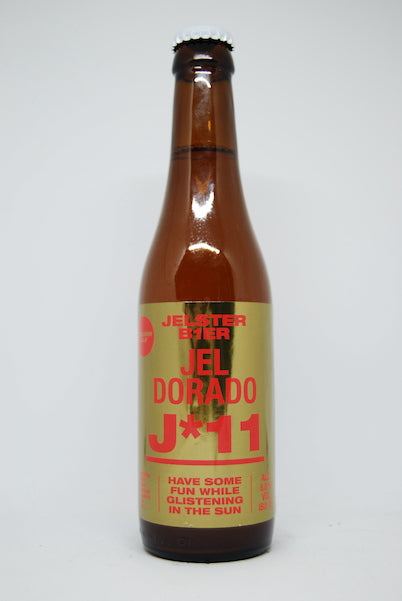 JELSTER
BIER
JEL
DORADO
J*11
HAVE SOME
FUN WHILE
GLISTENING
IN THE SUN